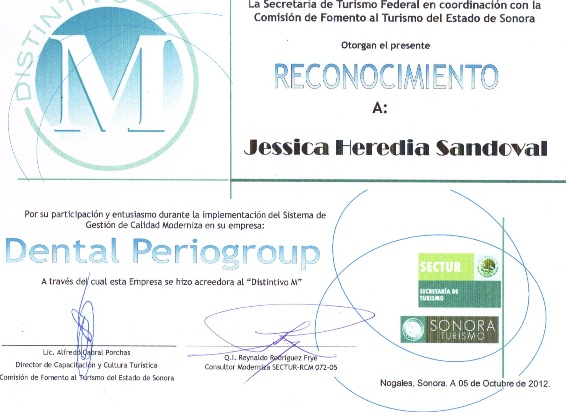 DISTINTIVO
M
La Secretaría de Turismo Federal en coordinación con la
Comisión de Fomento al Turismo del Estado de Sonora
Otorgan el presente
RECONOCIMIENTO
A:
Jessica Heredia Sandoval
Por su participación y entusiasmo durante la implementación del Sistema de
Gestión de Calidad Moderniza en su empresa:
Dental Periogroup
A través del cual esta Empresa se hizo acreedora al "Distintivo M"
SECTUR
SECRETARÍA DE
TURISMO
SONORA
TURISMO
Lic. Alfredo Cabral Porchas
Director de Capacitación y Cultura Turística
Comisión de Fomento al Turismo del Estado de Sonora
Q.I. Reynaldo Rodríguez Frye
Consultor Moderniza SECTUR-RCM 072-05
Nogales, Sonora. A 05 de Octubre de 2012.